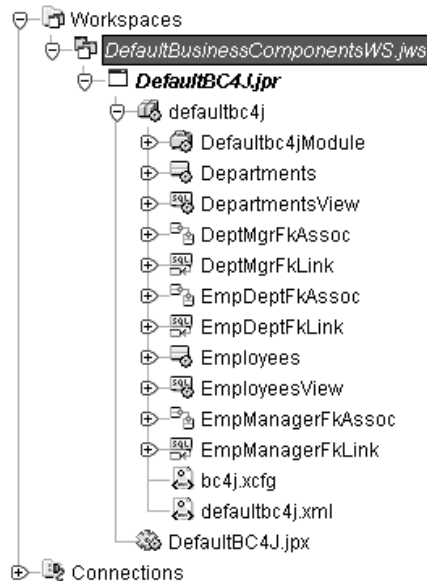 Workspaces
DefaultBusinessComponentsWS.jws
DefaultBC4J.jpr
defaultbc4j
Defaultbc4jModule
Departments
DepartmentsView
DeptMgrFkAssoc
DeptMgrFkLink
EmpDeptFkAssoc
EmpDeptFkLink
Employees
EmployeesView
EmpManagerFkAssoc
EmpManagerFkLink
bc4j.xcfg
defaultbc4j.xml
DefaultBC4J.jpx
Connections